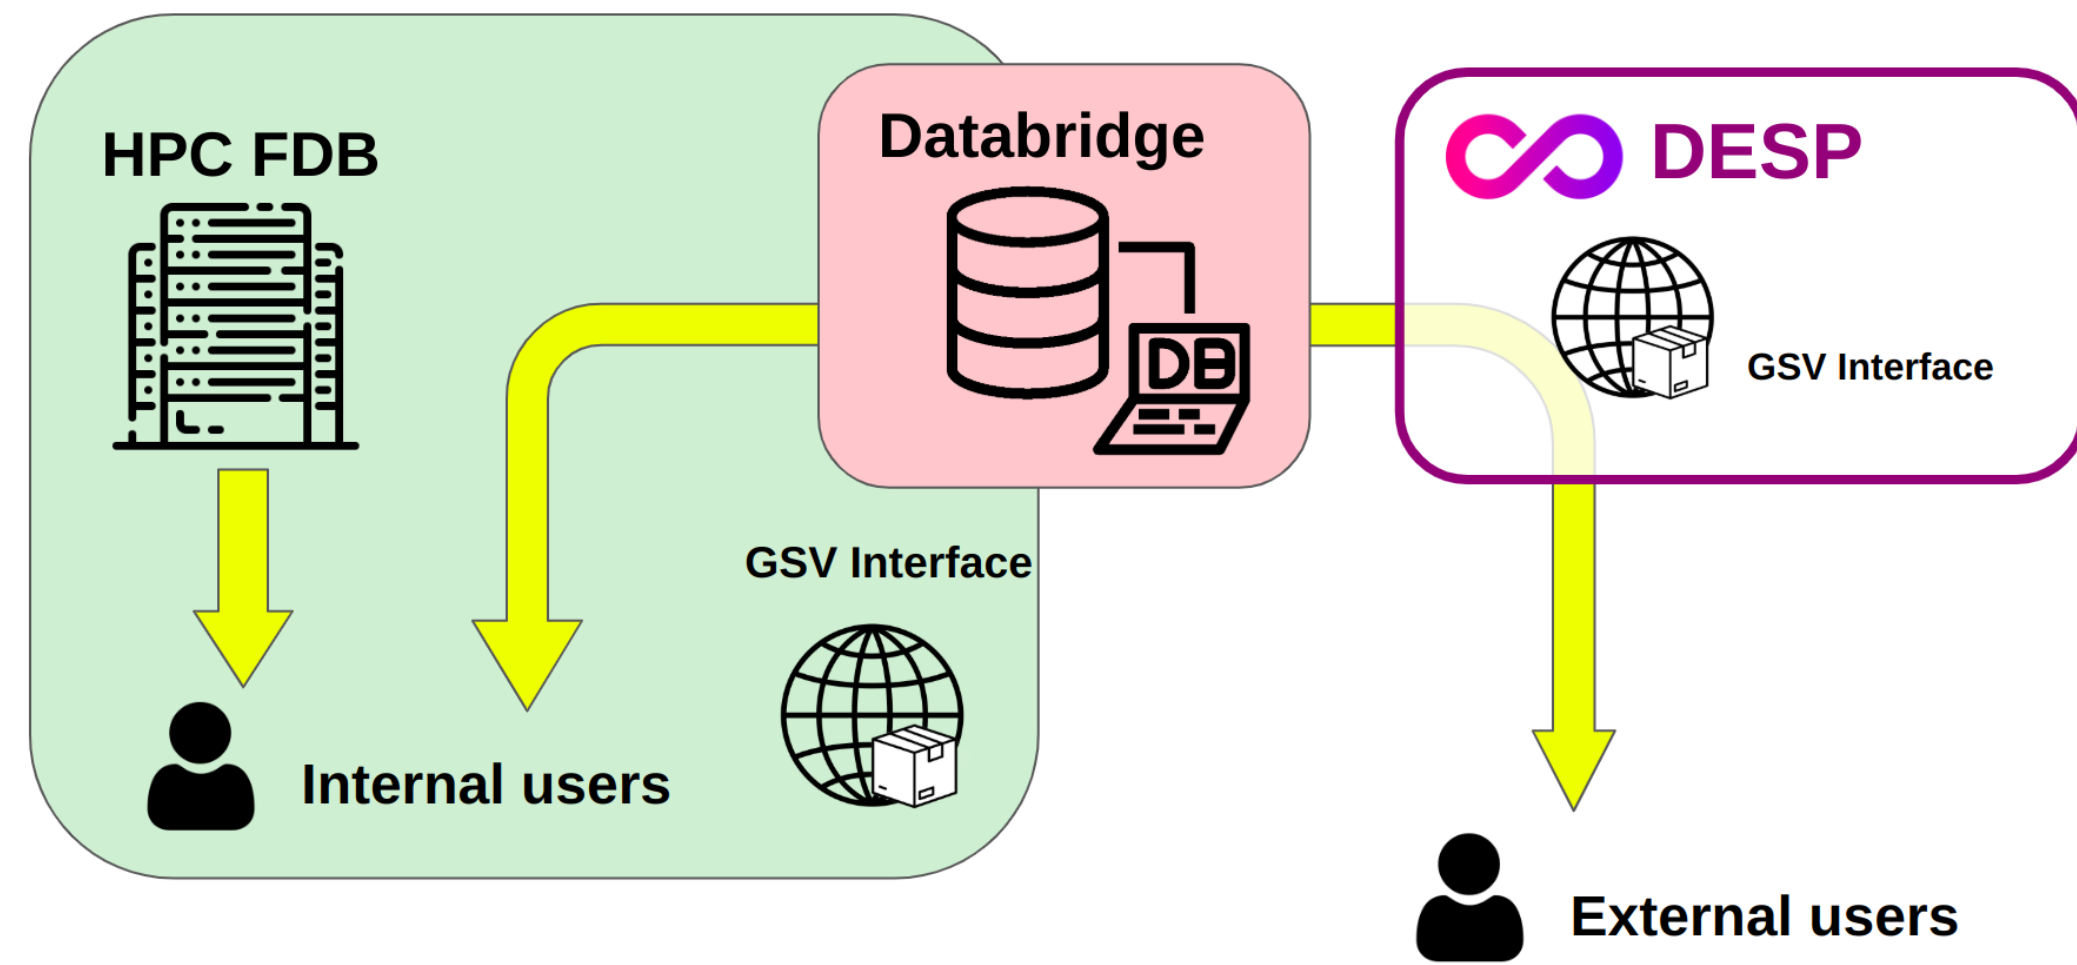 HPC FDB
Databridge
DB
DESP
GSV Interface
GSV Interface
Internal users
External users